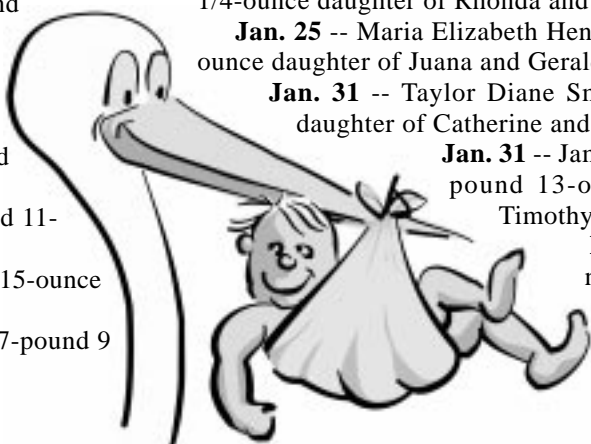 nd
1/4-ounce daughter of Rhonda and
Jan. 25 -- Maria Elizabeth Hen
ounce daughter of Juana and Geral
Jan. 31 -- Taylor Diane Sn
daughter of Catherine and
d
Jan. 31 -- Jan
pound 13-o
d 11-
Timothy
15-ounce
7-pound 9